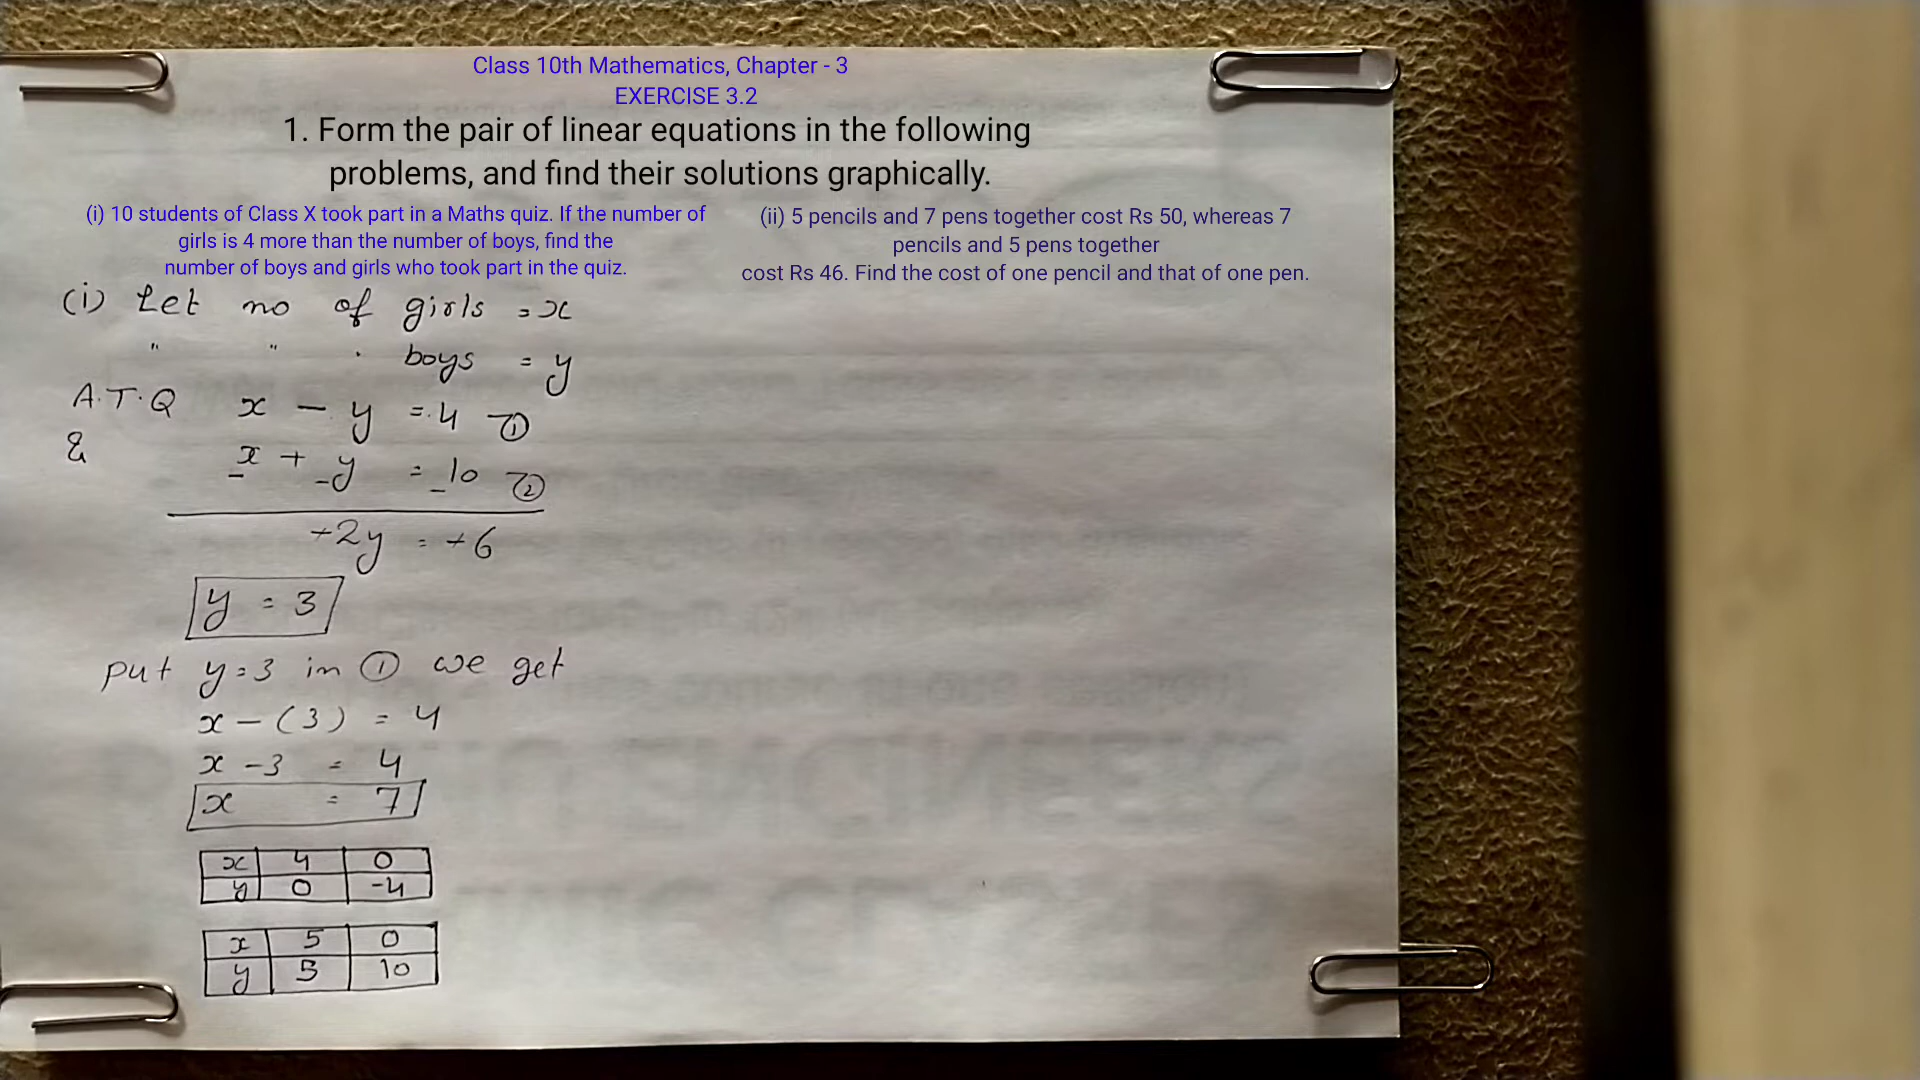 Class 10th Mathematics, Chapter - 3
EXERCISE 3.2
1. Form the pair of linear equations in the following
problems, and find their solutions graphically.
(i) 10 students of Class X took part in a Maths quiz. If the number of
girls is 4 more than the number of boys, find the
number of boys and girls who took part in the quiz.
(ii) 5 pencils and 7 pens together cost Rs 50, whereas 7
pencils and 5 pens together
cost Rs 46. Find the cost of one pencil and that of one pen.
(i) Let no of girls = x
" " . boys = y
A.T.Q x - y = 4 ①
& x + y = 10 ②
- - -
+2y = +6
y = 3
put y=3 in ① we get
x - (3) = 4
x - 3 = 4
x = 7
x 4 0
y 0 -4
x 5 0
y 5 10